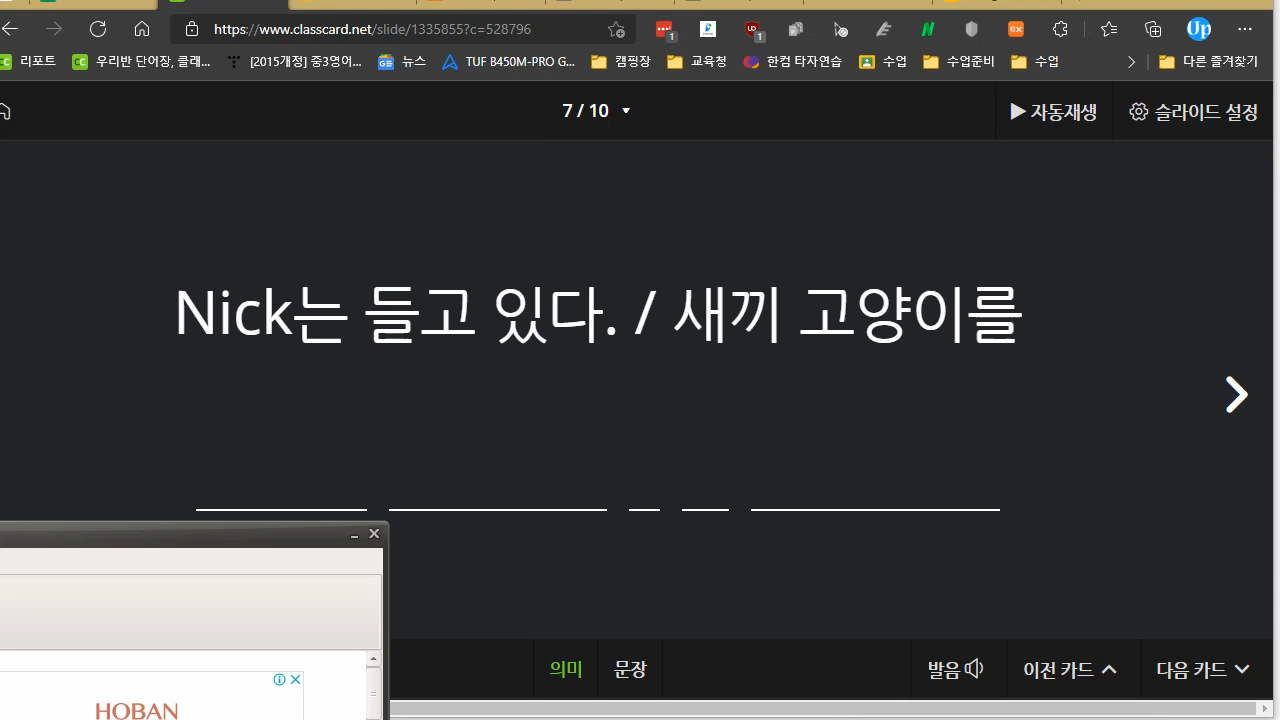 https://www.classcard.net/slide/1335855?c=528796
리포트 우리반 단어장, 클래... [2015개정] 중3영어... 뉴스 TUF B450M-PRO G... 캠핑장 교육청 한컴 타자연습 수업 수업준비 수업 다른 즐겨찾기
7 / 10 자동재생 슬라이드 설정
Nick는 들고 있다. / 새끼 고양이를
의미 문장 발음 이전 카드 다음 카드
HOBAN